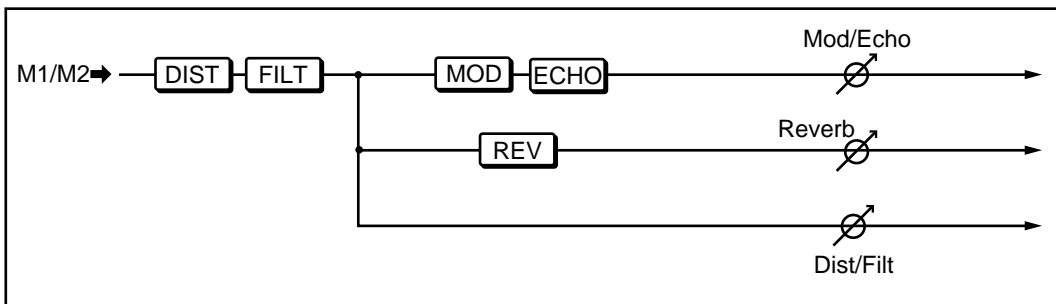 Mod/Echo
M1/M2 DIST FILT MOD ECHO
Reverb
REV
Dist/Filt